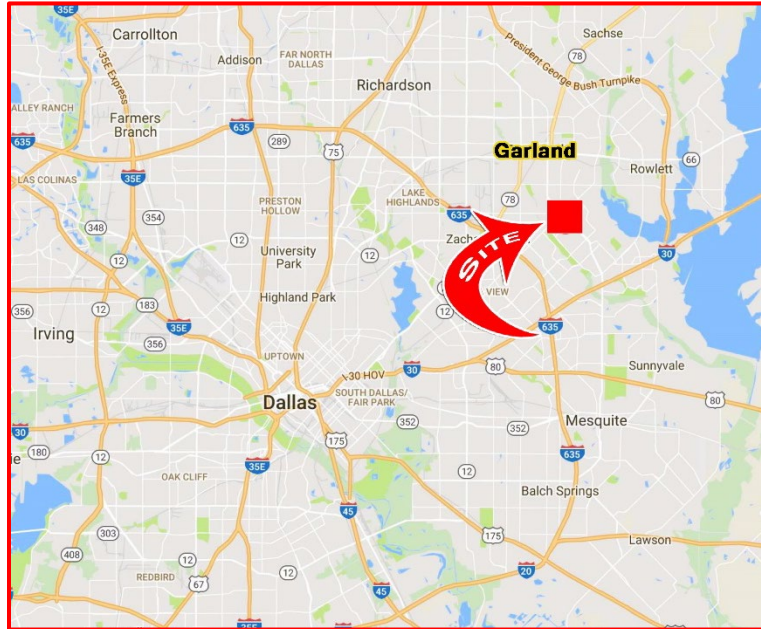 35E
Carrollton
I-35E Express
Addison
FAR NORTH
DALLAS
Richardson
Sachse
78
President George Bush Turnpike
ALLEY RANCH
Farmers
Branch
635
635
289
75
Garland
66
Rowlett
LAS COLINAS
35E
354
348
12
PRESTON
HOLLOW
12
LAKE
HIGHLANDS
635
78
Zach
SITE
30
University
Park
12
Highland Park
VIEW
12
12
183
356
356
35E
Irving
UPTOWN
I-30 HOV
30
635
80
Sunnyvale
80
Dallas
SOUTH DALLAS/
FAIR PARK
352
352
Mesquite
30
180
12
175
OAK CLIFF
35E
12
635
Balch Springs
45
303
175
Lawson
408
12
REDBIRD
67
12
20
45